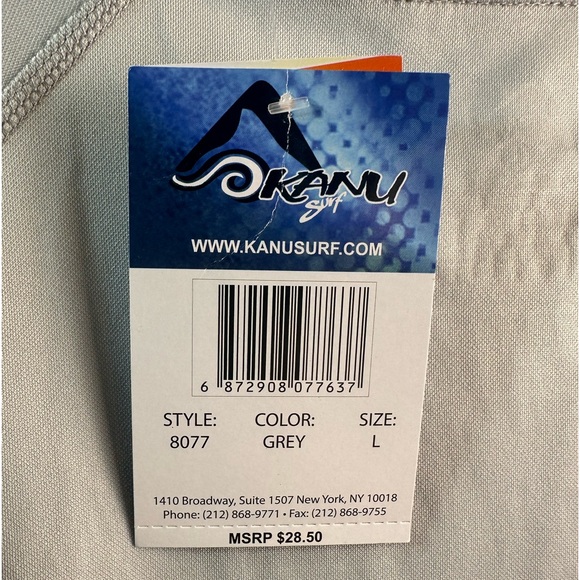 KANU
Surf
WWW.KANUSURF.COM
6 872908 077637
STYLE: COLOR: SIZE:
8077 GREY L
1410 Broadway, Suite 1507 New York, NY 10018
Phone: (212) 868-9771 • Fax: (212) 868-9755
MSRP $28.50